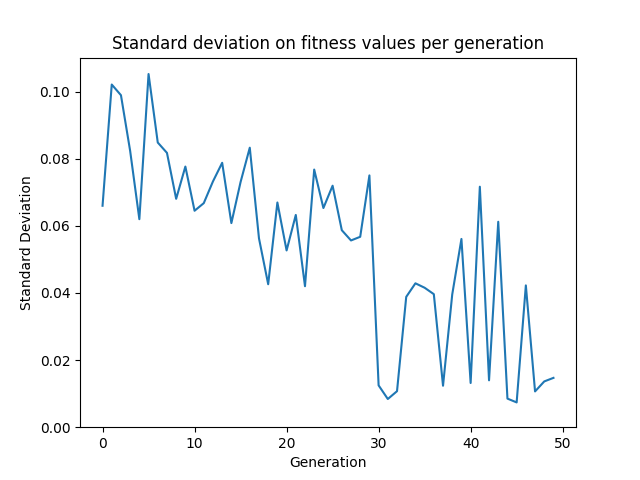 Standard deviation on fitness values per generation
0.10
0.08
0.06
0.04
0.02
0.00
Standard Deviation
0 10 20 30 40 50
Generation